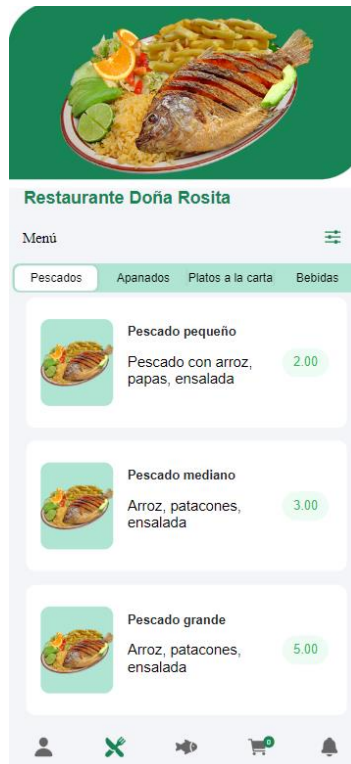 Restaurante Doña Rosita
Menú
Pescados Apanados Platos a la carta Bebidas
Pescado pequeño
Pescado con arroz,
papas, ensalada
2.00
Pescado mediano
Arroz, patacones,
ensalada
3.00
Pescado grande
Arroz, patacones,
ensalada
5.00
0